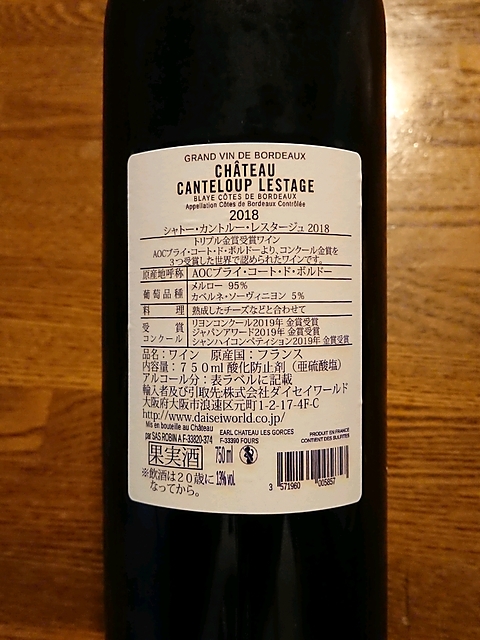 GRAND VIN DE BORDEAUX
CHÂTEAU
CANTELOUP LESTAGE
BLAYE CÔTES DE BORDEAUX
Appellation Côtes de Bordeaux Contrôlée
2018
シャトー・カントルー・レスタージュ 2018
トリプル金賞受賞ワイン
AOCブライ・コート・ド・ボルドーより、コンクール金賞を
3つ受賞した世界で認められたワインです。
原産地呼称 AOCブライ・コート・ド・ボルドー
葡萄品種 メルロー 95%
カベルネ・ソーヴィニヨン 5%
料理 熟成したチーズなどと合わせて
受賞 リヨンコンクール2019年 金賞受賞
ジャパンアワード2019年 金賞受賞
コンクール シャンハイコンペティション2019年 金賞受賞
品名：ワイン 原産国：フランス
内容量：750ml 酸化防止剤（亜硫酸塩）
アルコール分：表ラベルに記載
輸入者及び引取先:株式会社ダイセイワールド
大阪府大阪市浪速区元町1-2-17-4F-C
http://www.daiseiworld.co.jp/
Mis en bouteille au Château
par SAS ROBIN A F-33820-374
EARL CHATEAU LES GORCES
F-33390 FOURS
PRODUIT EN FRANCE
CONTIENT DES SULFITES
果実酒 750 ml
※飲酒は20歳に
なってから。
13% vol.
3 571960 005857